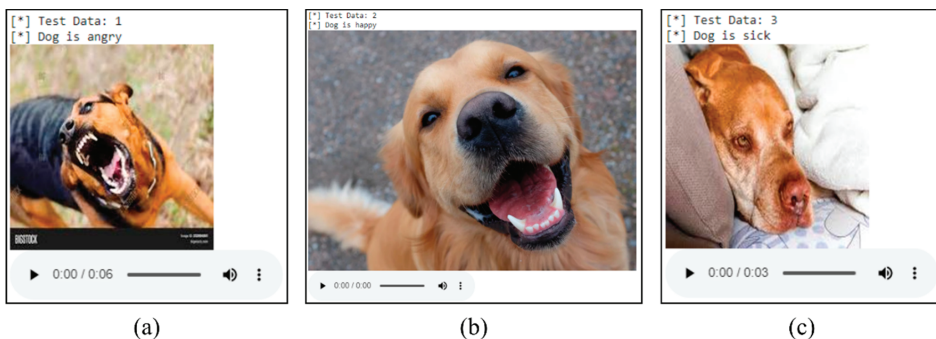 [*] Test Data: 1
[*] Dog is angry
BIGSTOCK
0:00 / 0:06
(a)
[*] Test Data: 2
[*] Dog is happy
0:00 / 0:00
(b)
[*] Test Data: 3
[*] Dog is sick
0:00 / 0:03
(c)